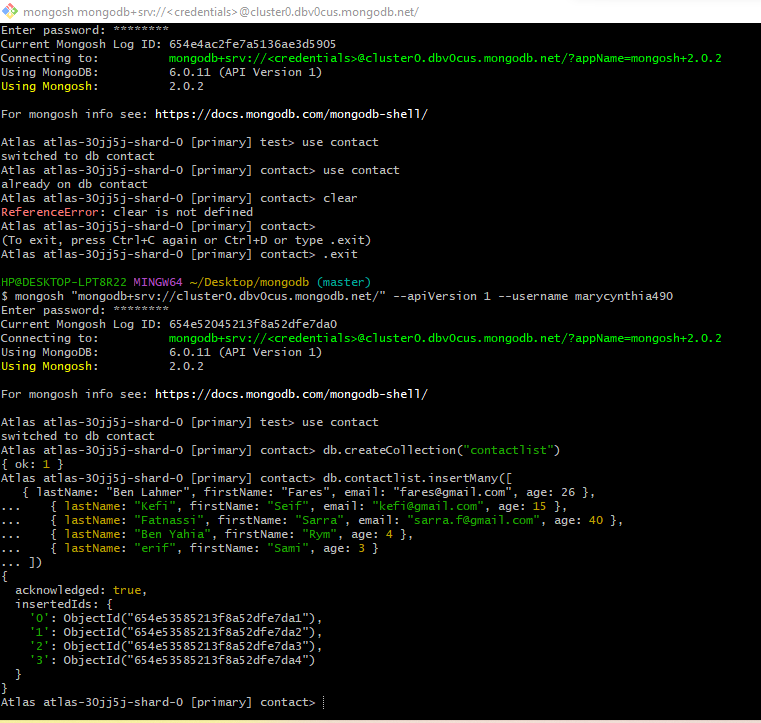 mongosh mongodb+srv://<credentials>@cluster0.dbv0cus.mongodb.net/
Enter password: ********
Current Mongosh Log ID: 654e4ac2fe7a5136ae3d5905
Connecting to: mongodb+srv://<credentials>@cluster0.dbv0cus.mongodb.net/?appName=mongosh+2.0.2
Using MongoDB: 6.0.11 (API Version 1)
Using Mongosh: 2.0.2
For mongosh info see: https://docs.mongodb.com/mongodb-shell/
Atlas atlas-30jj5j-shard-0 [primary] test> use contact
switched to db contact
Atlas atlas-30jj5j-shard-0 [primary] contact> use contact
already on db contact
Atlas atlas-30jj5j-shard-0 [primary] contact> clear
ReferenceError: clear is not defined
Atlas atlas-30jj5j-shard-0 [primary] contact>
(To exit, press Ctrl+C again or Ctrl+D or type .exit)
Atlas atlas-30jj5j-shard-0 [primary] contact> .exit
HP@DESKTOP-LPT8R22 MINGW64 ~/Desktop/mongodb (master)
$ mongosh "mongodb+srv://cluster0.dbv0cus.mongodb.net/" --apiVersion 1 --username marycynthia490
Enter password: ********
Current Mongosh Log ID: 654e52045213f8a52dfe7da0
Connecting to: mongodb+srv://<credentials>@cluster0.dbv0cus.mongodb.net/?appName=mongosh+2.0.2
Using MongoDB: 6.0.11 (API Version 1)
Using Mongosh: 2.0.2
For mongosh info see: https://docs.mongodb.com/mongodb-shell/
Atlas atlas-30jj5j-shard-0 [primary] test> use contact
switched to db contact
Atlas atlas-30jj5j-shard-0 [primary] contact> db.createCollection("contactlist")
{ ok: 1 }
Atlas atlas-30jj5j-shard-0 [primary] contact> db.contactlist.insertMany([
{ lastName: "Ben Lahmer", firstName: "Fares", email: "fares@gmail.com", age: 26 },
... { lastName: "Kefi", firstName: "Seif", email: "kefi@gmail.com", age: 15 },
... { lastName: "Fatnassi", firstName: "Sarra", email: "sarra.f@gmail.com", age: 40 },
... { lastName: "Ben Yahia", firstName: "Rym", age: 4 },
... { lastName: "erif", firstName: "Sami", age: 3 }
... ])
{
acknowledged: true,
insertedIds: {
'0': ObjectId("654e53585213f8a52dfe7da1"),
'1': ObjectId("654e53585213f8a52dfe7da2"),
'2': ObjectId("654e53585213f8a52dfe7da3"),
'3': ObjectId("654e53585213f8a52dfe7da4")
}
}
Atlas atlas-30jj5j-shard-0 [primary] contact>